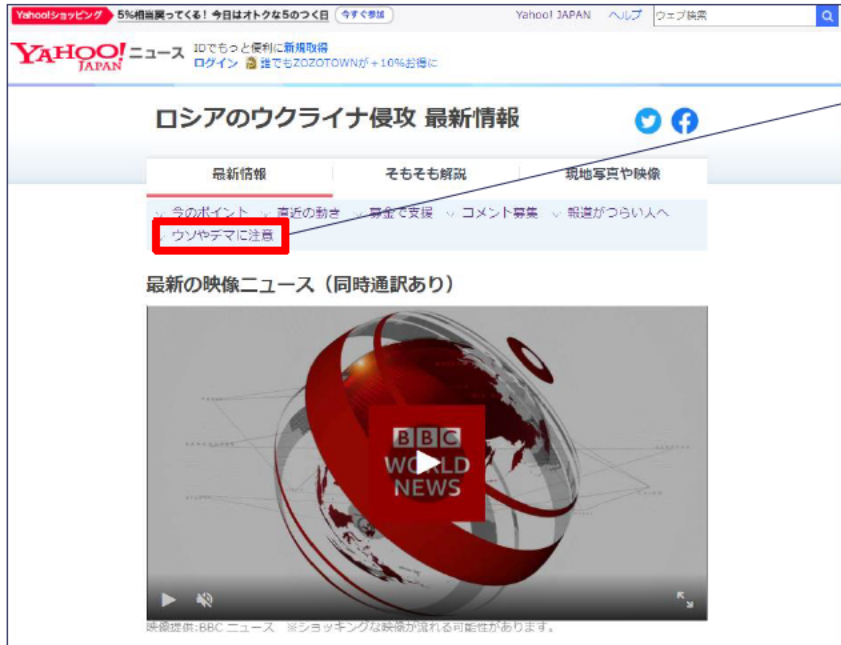 Yahoo!ショッピング 5%相当戻ってくる！今日はオトクな5のつく日 今すぐ参加 Yahoo! JAPAN ヘルプ ウェブ検索
YAHOO! JAPAN ニュース
IDでもっと便利に新規取得
ログイン 誰でもZOZOTOWNが+10%お得に
ロシアのウクライナ侵攻 最新情報
最新情報 そもそも解説 現地写真や映像
今のポイント 直近の動き 募金で支援 コメント募集 報道がつらい人へ
ウソやデマに注意
最新の映像ニュース（同時通訳あり）
BBC
WORLD
NEWS
映像提供:BBC ニュース ※ショッキングな映像が流れる可能性があります。